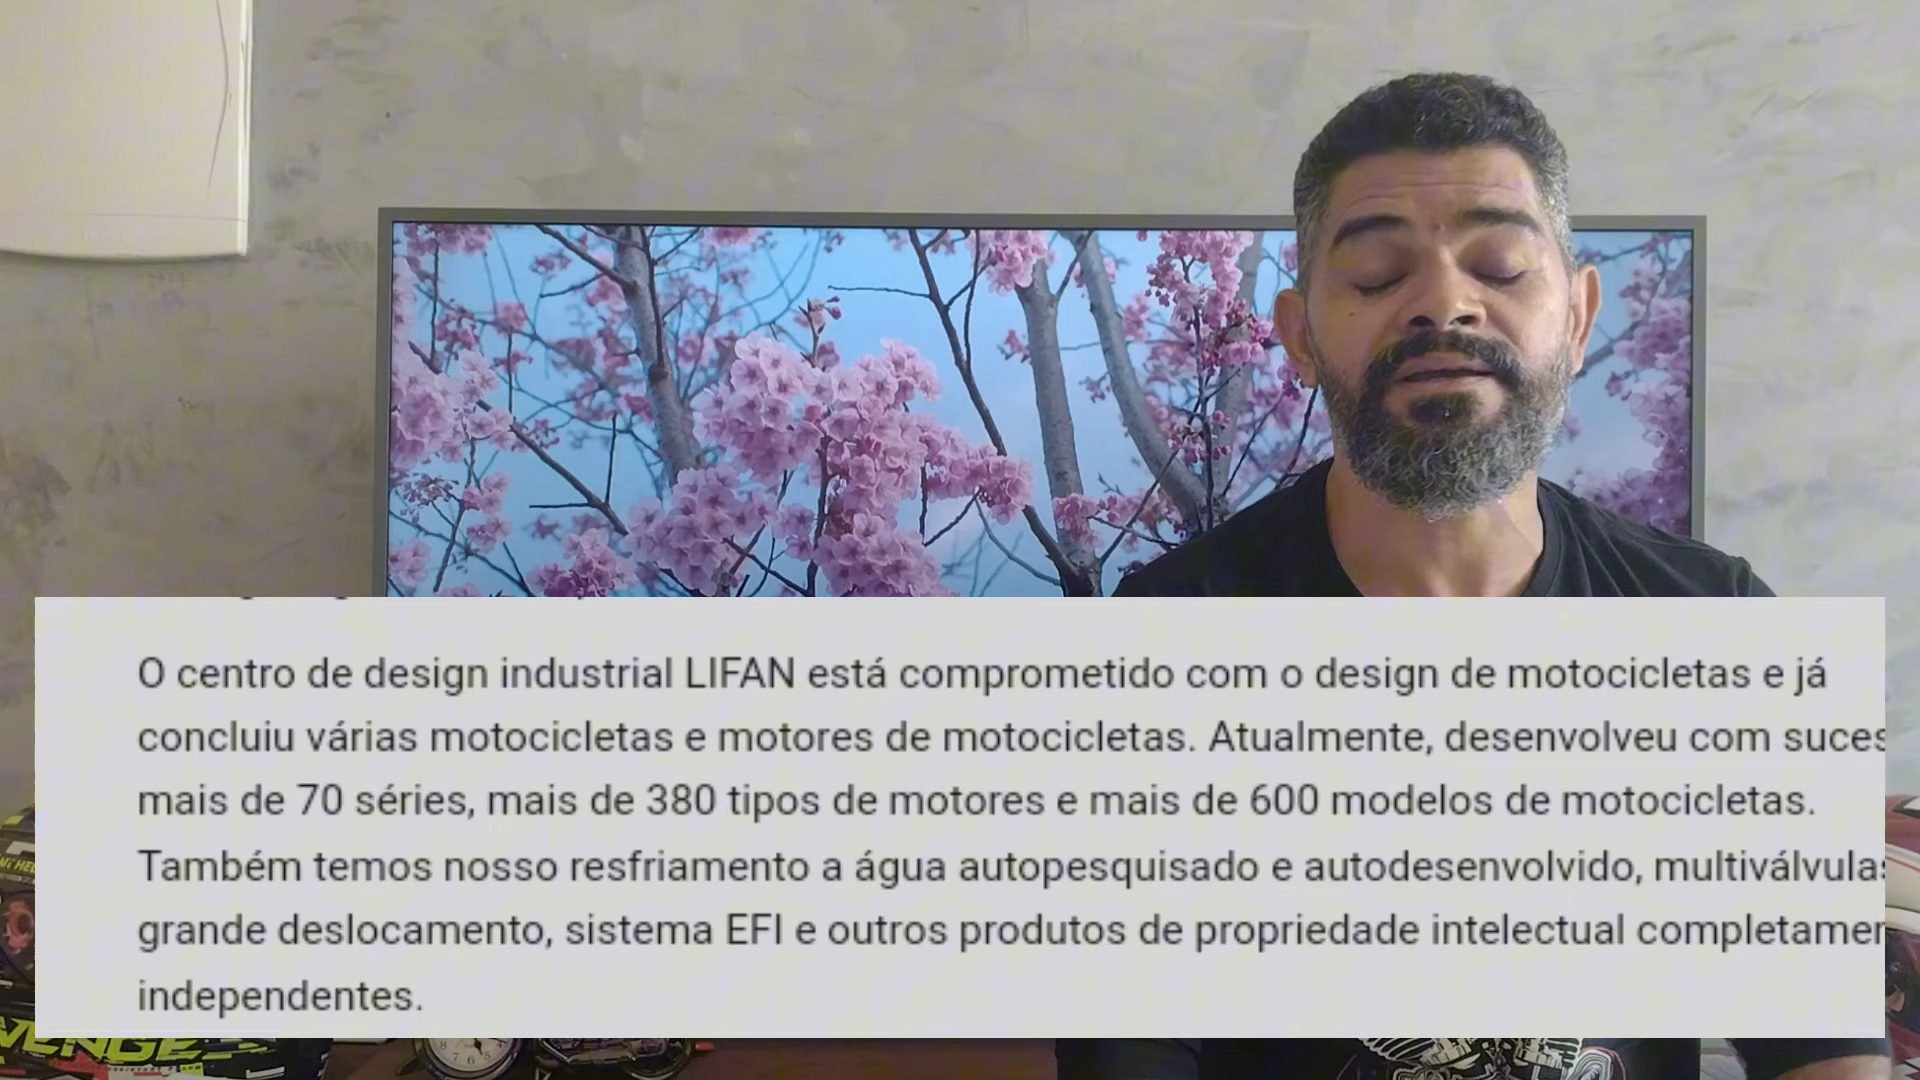 O centro de design industrial LIFAN está comprometido com o design de motocicletas e já
concluiu várias motocicletas e motores de motocicletas. Atualmente, desenvolveu com suces
mais de 70 séries, mais de 380 tipos de motores e mais de 600 modelos de motocicletas.
Também temos nosso resfriamento a água autopesquisado e autodesenvolvido, multiválvulas
grande deslocamento, sistema EFI e outros produtos de propriedade intelectual completamen
independentes.